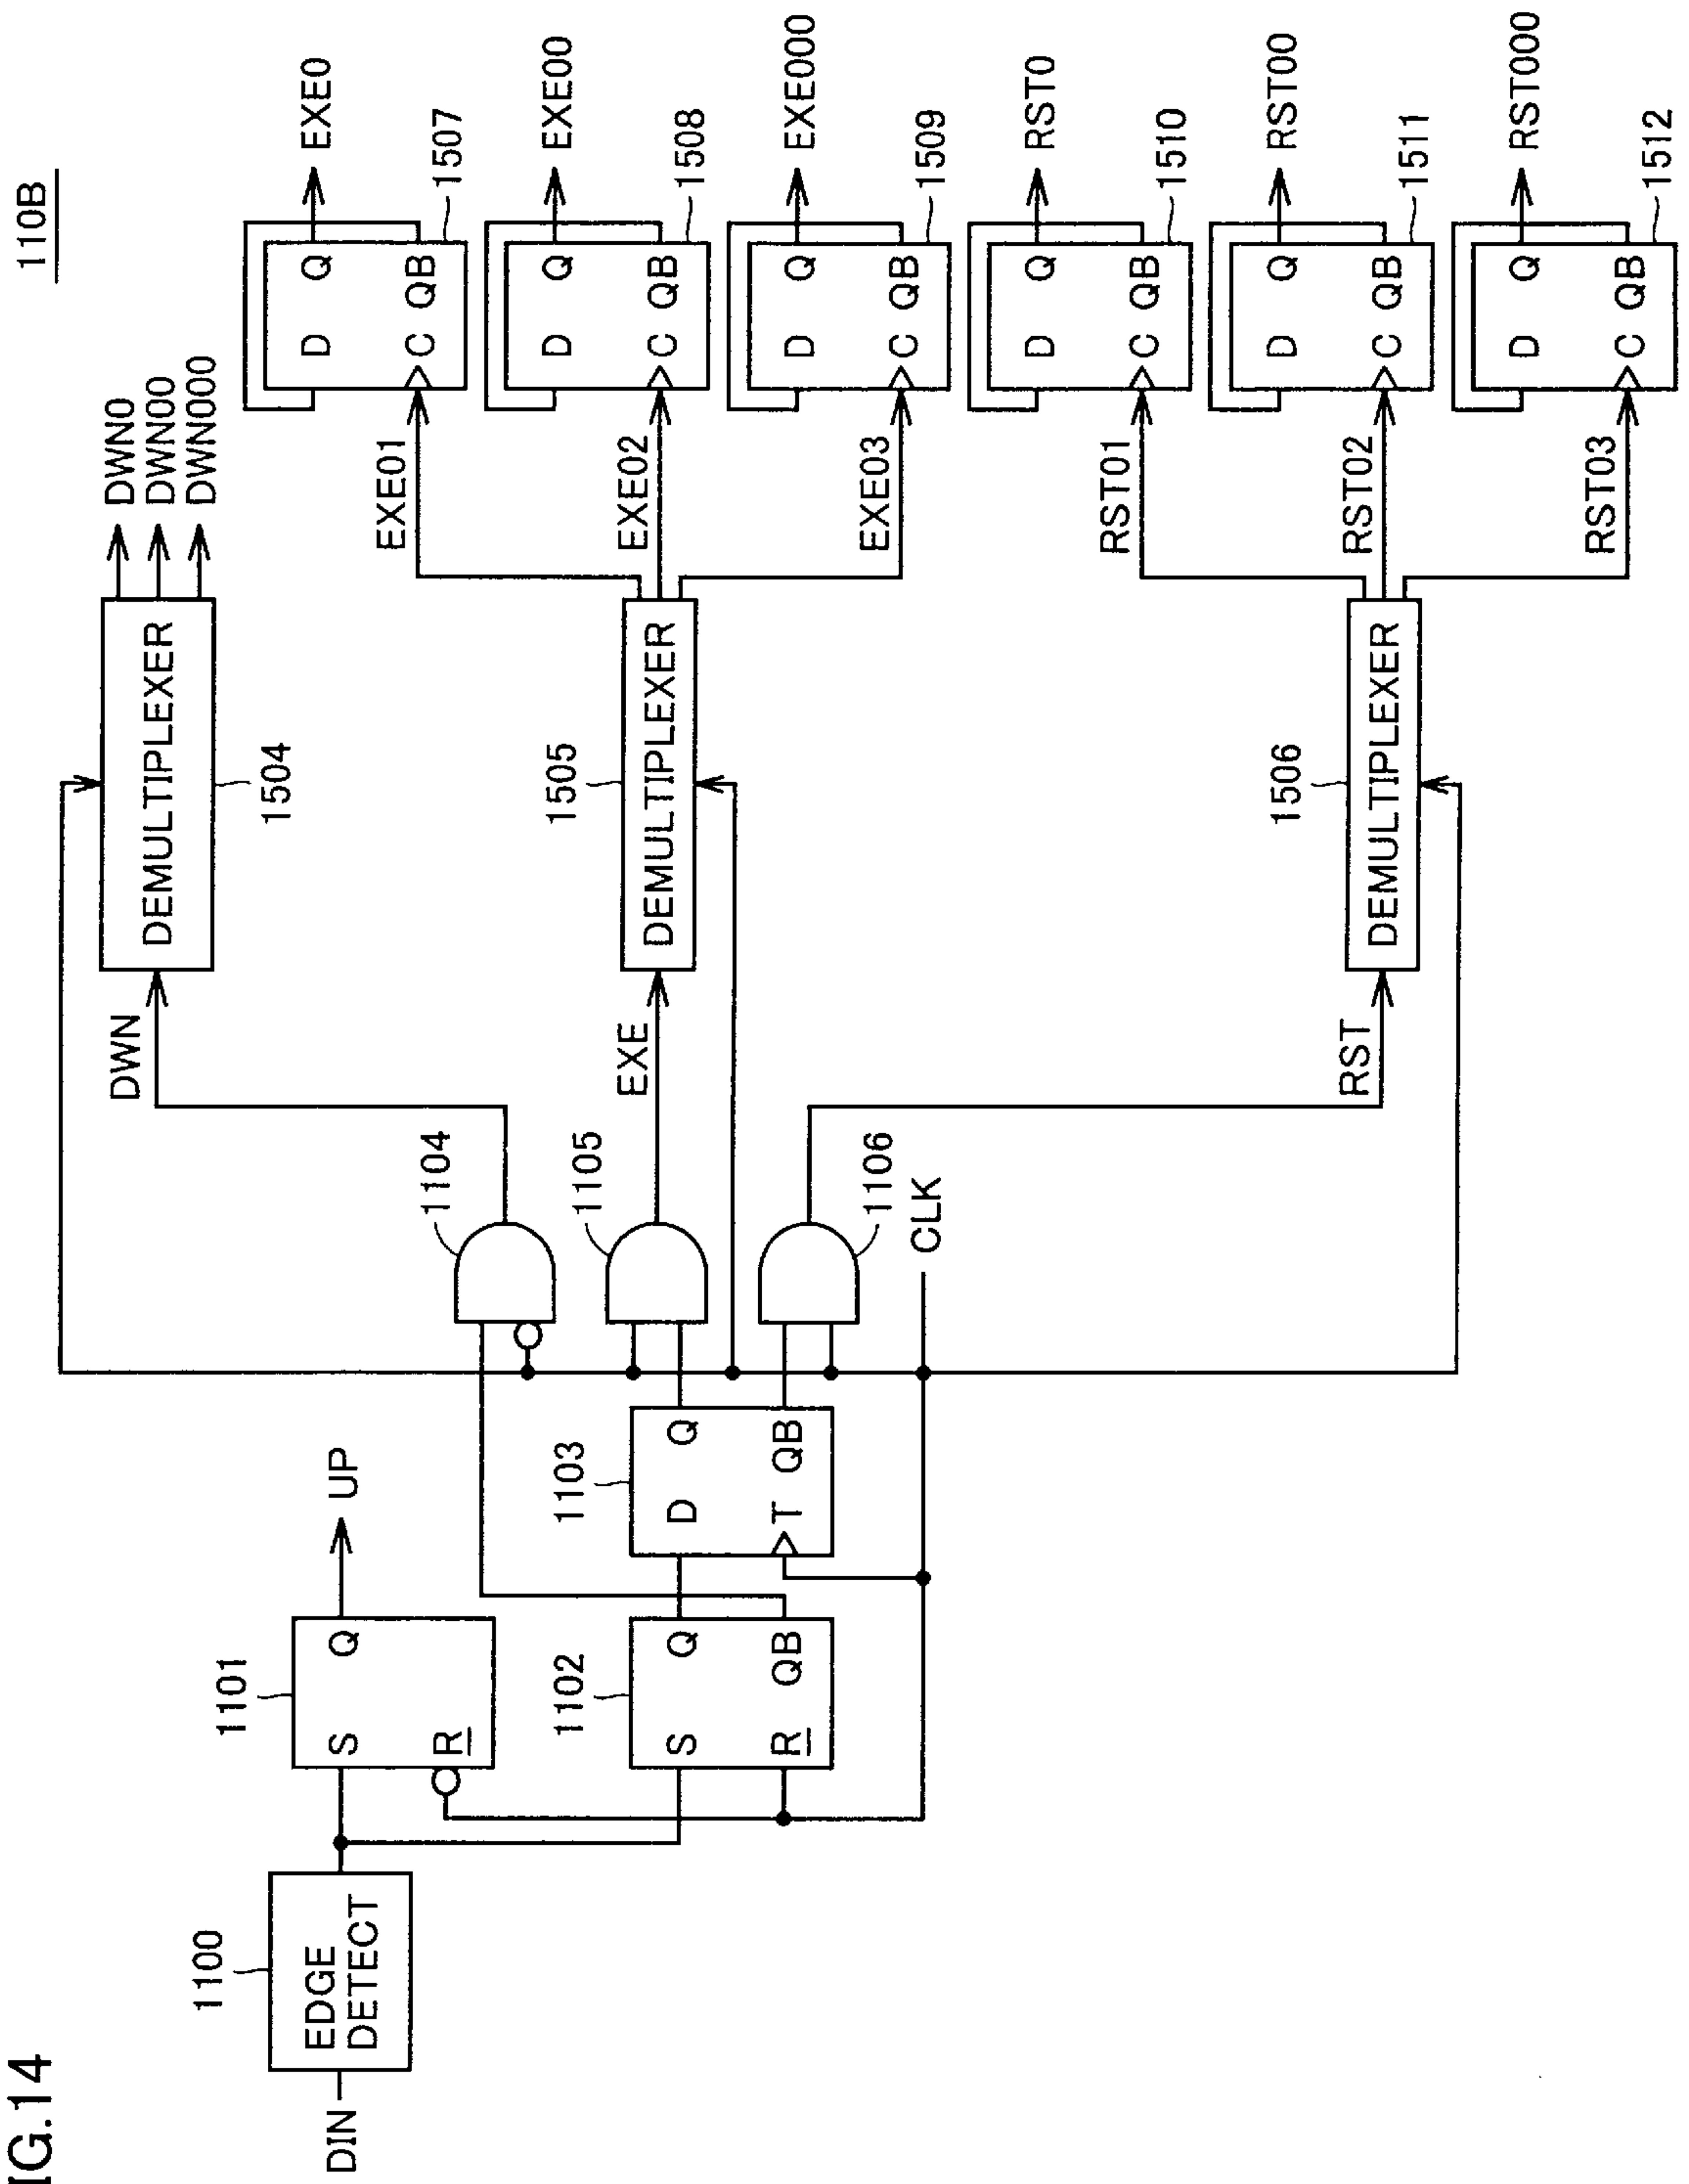 IG.14
110B
DIN
EDGE
DETECT
1100
1101
S
Q
R
UP
1102
S
Q
R
QB
1103
D
Q
T
QB
1104
1105
1106
CLK
DWN
EXE
RST
DEMULTIPLEXER
1504
DWN0
DWN00
DWN000
DEMULTIPLEXER
1505
EXE01
EXE02
EXE03
DEMULTIPLEXER
1506
RST01
RST02
RST03
D
Q
C
QB
EXE0
1507
D
Q
C
QB
EXE00
1508
D
Q
C
QB
EXE000
1509
D
Q
C
QB
RST0
1510
D
Q
C
QB
RST00
1511
D
Q
C
QB
RST000
1512